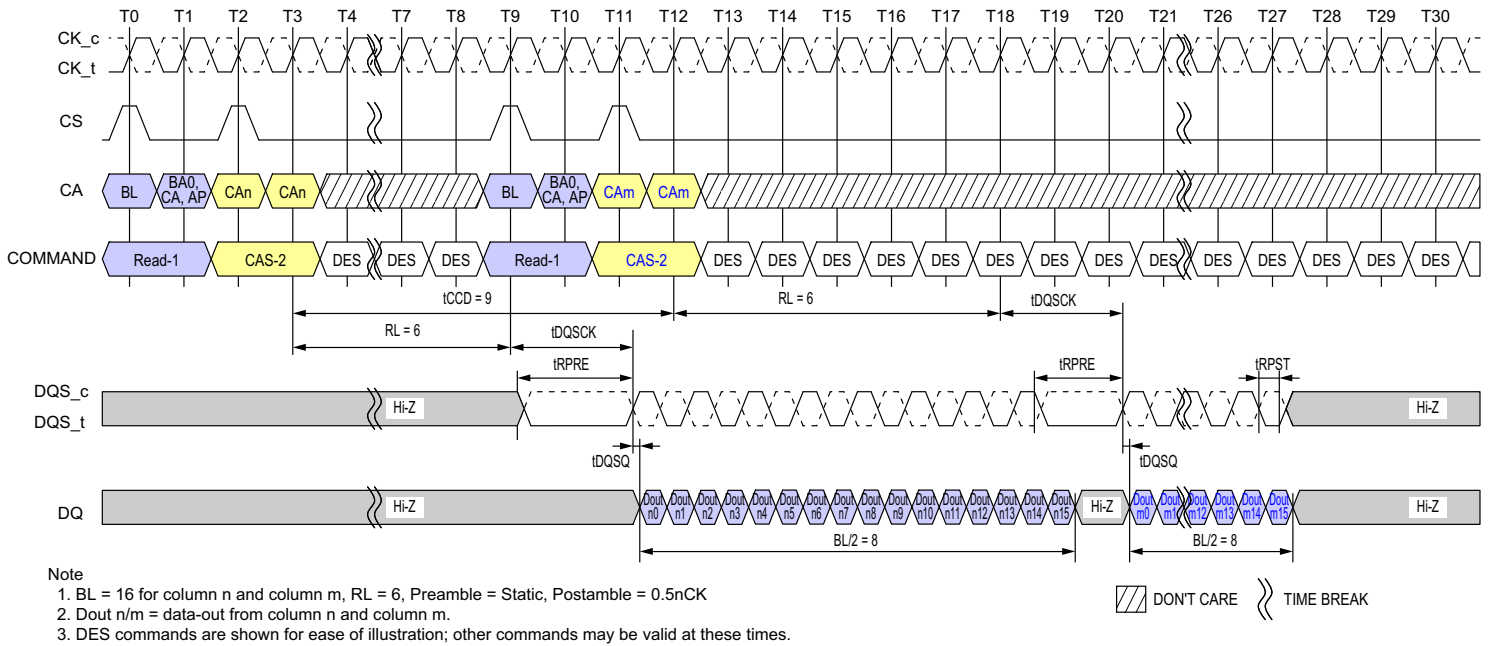 T0 T1 T2 T3 T4 T7 T8 T9 T10 T11 T12 T13 T14 T15 T16 T17 T18 T19 T20 T21 T26 T27 T28 T29 T30
CK_c
CK_t
CS
CA BL BA0, CA, AP CAn CAn BL BA0, CA, AP CAm CAm
COMMAND Read-1 CAS-2 DES DES DES Read-1 CAS-2 DES DES DES DES DES DES DES DES DES DES DES DES DES DES
tCCD = 9 RL = 6 tDQSCK
RL = 6 tDQSCK
tRPRE tRPRE tRPST
DQS_c
DQS_t
Hi-Z Hi-Z
tDQSQ tDQSQ
DQ Hi-Z Dout n0 Dout n1 Dout n2 Dout n3 Dout n4 Dout n5 Dout n6 Dout n7 Dout n8 Dout n9 Dout n10 Dout n11 Dout n12 Dout n13 Dout n14 Dout n15 Hi-Z Dout m0 Dout m1 Dout m12 Dout m13 Dout m14 Dout m15 Hi-Z
BL/2 = 8 BL/2 = 8
Note
1. BL = 16 for column n and column m, RL = 6, Preamble = Static, Postamble = 0.5nCK
2. Dout n/m = data-out from column n and column m.
3. DES commands are shown for ease of illustration; other commands may be valid at these times.
DON'T CARE TIME BREAK